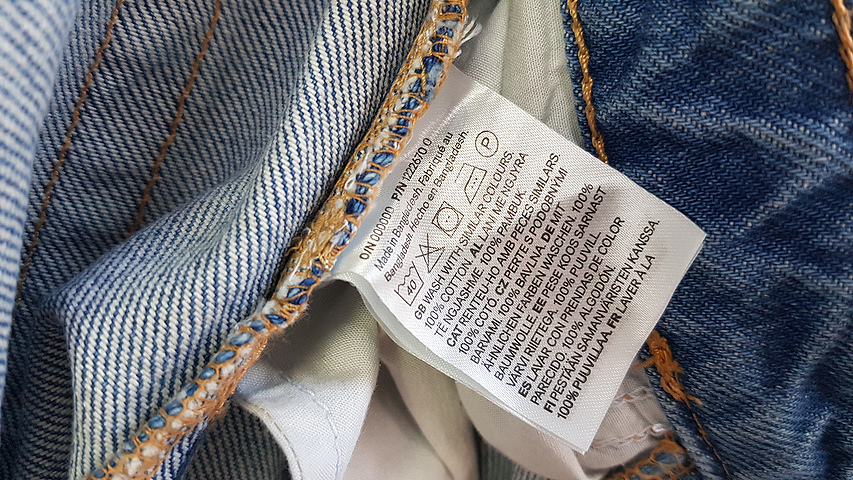 O/N 000000 P/N 1222610 0
Made in Bangladesh. Fabriqué au
Bangladesh Hecho en Bangladesh.
40 P
GB WASH WITH SIMILAR COLOURS.
100% COTTON. AL LANI ME NGJYRA
TË NGJASHME. 100% PAMBUK.
CAT RENTEU-HO AMB PECES SIMILARS
100% COTÓ. CZ PERTE S PODOBNÝMI
BARVAMI. 100% BAVLNA. DE MIT
ÄHNLICHEN FARBEN WASCHEN. 100%
BAUMWOLLE. EE PESE KOOS SARNAST
VÄRVI RIIETEGA. 100% PUUVILL.
ES LAVAR CON PRENDAS DE COLOR
PARECIDO. 100% ALGODÓN.
FI PESTÄÄN SAMANVÄRISTEN KANSSA.
100% PUUVILLAA. FR LAVER À LA